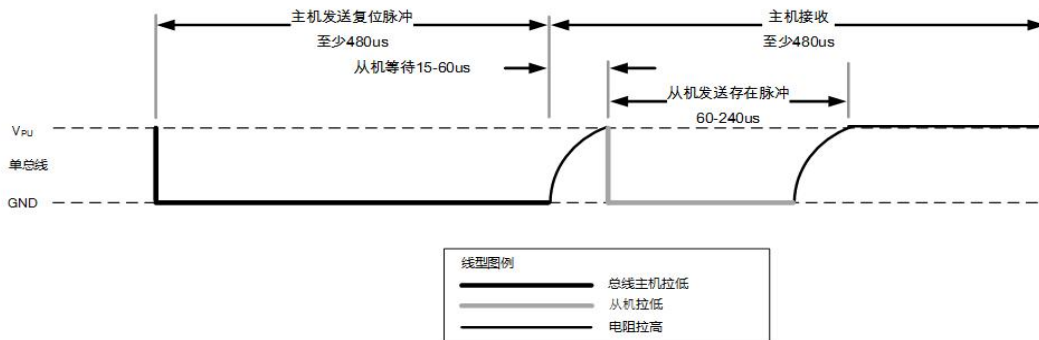 主机发送复位脉冲
至少480us
主机接收
至少480us
从机等待15-60us
从机发送存在脉冲
60-240us
VPU
单总线
GND
线型图例
总线主机拉低
从机拉低
电阻拉高